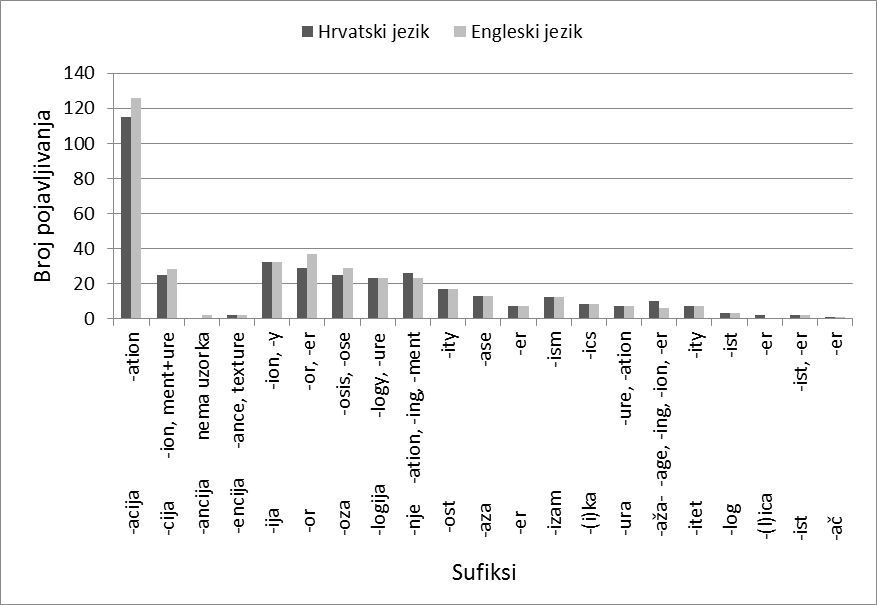 Hrvatski jezik Engleski jezik
Broj pojavljivanja
140
120
100
80
60
40
20
0
-ation
-ion, ment+ure
nema uzorka
-ance, texture
-ion, -y
-or, -er
-osis, -ose
-logy, -ure
-ation, -ing, -ment
-ity
-ase
-er
-ism
-ics
-ure, -ation
-age, -ing, -ion, -er
-ity
-ist
-er
-ist, -er
-er
-acija
-cija
-ancija
-encija
-ija
-or
-oza
-logija
-nje
-ost
-aza
-er
-izam
-(i)ka
-ura
-aža-
-itet
-log
-(l)ica
-ist
-ač
Sufiksi